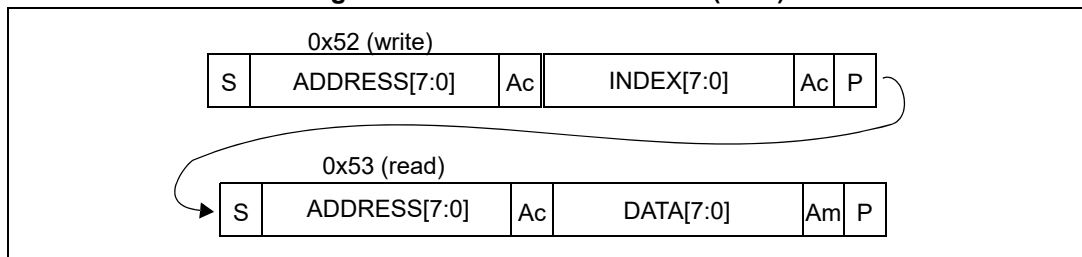 0x52 (write)
S ADDRESS[7:0] Ac INDEX[7:0] Ac P
0x53 (read)
S ADDRESS[7:0] Ac DATA[7:0] Am P